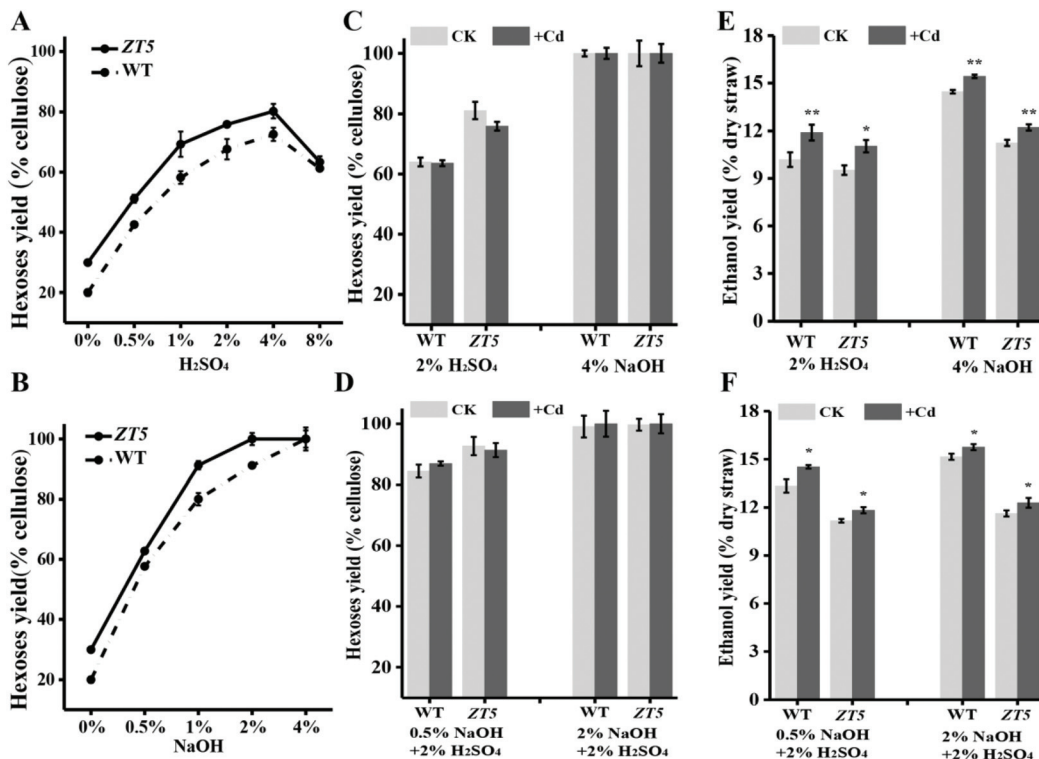 A
ZT5
WT
Hexoses yield (% cellulose)
100
80
60
40
20
0%
0.5%
1%
2%
4%
8%
H₂SO₄
B
ZT5
WT
Hexoses yield(% cellulose)
100
80
60
40
20
0%
0.5%
1%
2%
4%
NaOH
C
CK
+Cd
Hexoses yield (% cellulose)
100
80
60
40
20
WT
ZT5
WT
ZT5
2% H₂SO₄
4% NaOH
D
CK
+Cd
Hexoses yield (% cellulose)
100
80
60
40
20
WT
ZT5
WT
ZT5
0.5% NaOH
+2% H₂SO₄
2% NaOH
+2% H₂SO₄
E
CK
+Cd
Ethanol yield (% dry straw)
18
15
12
9
6
3
0
**
*
**
**
WT
ZT5
WT
ZT5
2% H₂SO₄
4% NaOH
F
CK
+Cd
Ethanol yield (% dry straw)
18
15
12
9
6
3
0
*
*
*
*
WT
ZT5
WT
ZT5
0.5% NaOH
+2% H₂SO₄
2% NaOH
+2% H₂SO₄